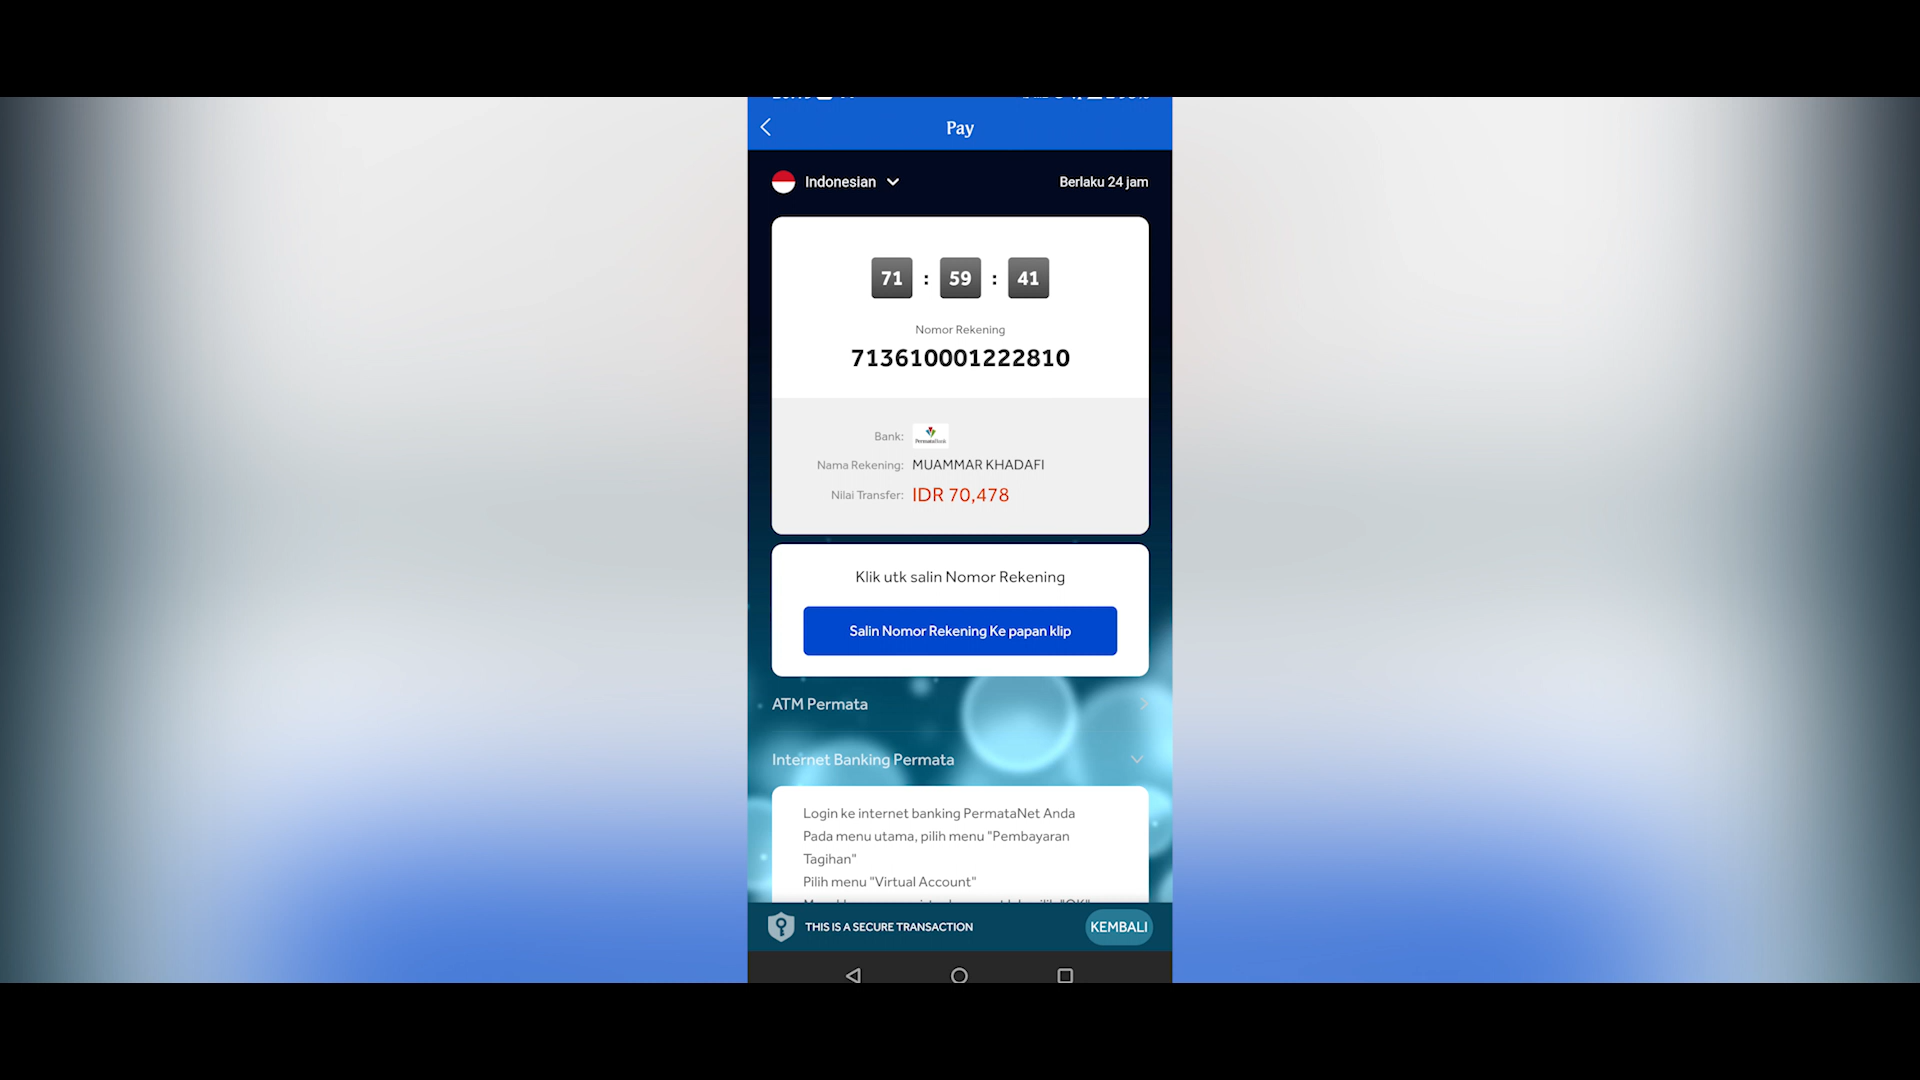 Pay
Indonesian
Berlaku 24 jam
71 : 59 : 41
Nomor Rekening
713610001222810
Bank: PermataBank
Nama Rekening: MUAMMAR KHADAFI
Nilai Transfer: IDR 70,478
Klik utk salin Nomor Rekening
Salin Nomor Rekening Ke papan klip
ATM Permata
Internet Banking Permata
Login ke internet banking PermataNet Anda
Pada menu utama, pilih menu "Pembayaran
Tagihan"
Pilih menu "Virtual Account"
THIS IS A SECURE TRANSACTION
KEMBALI